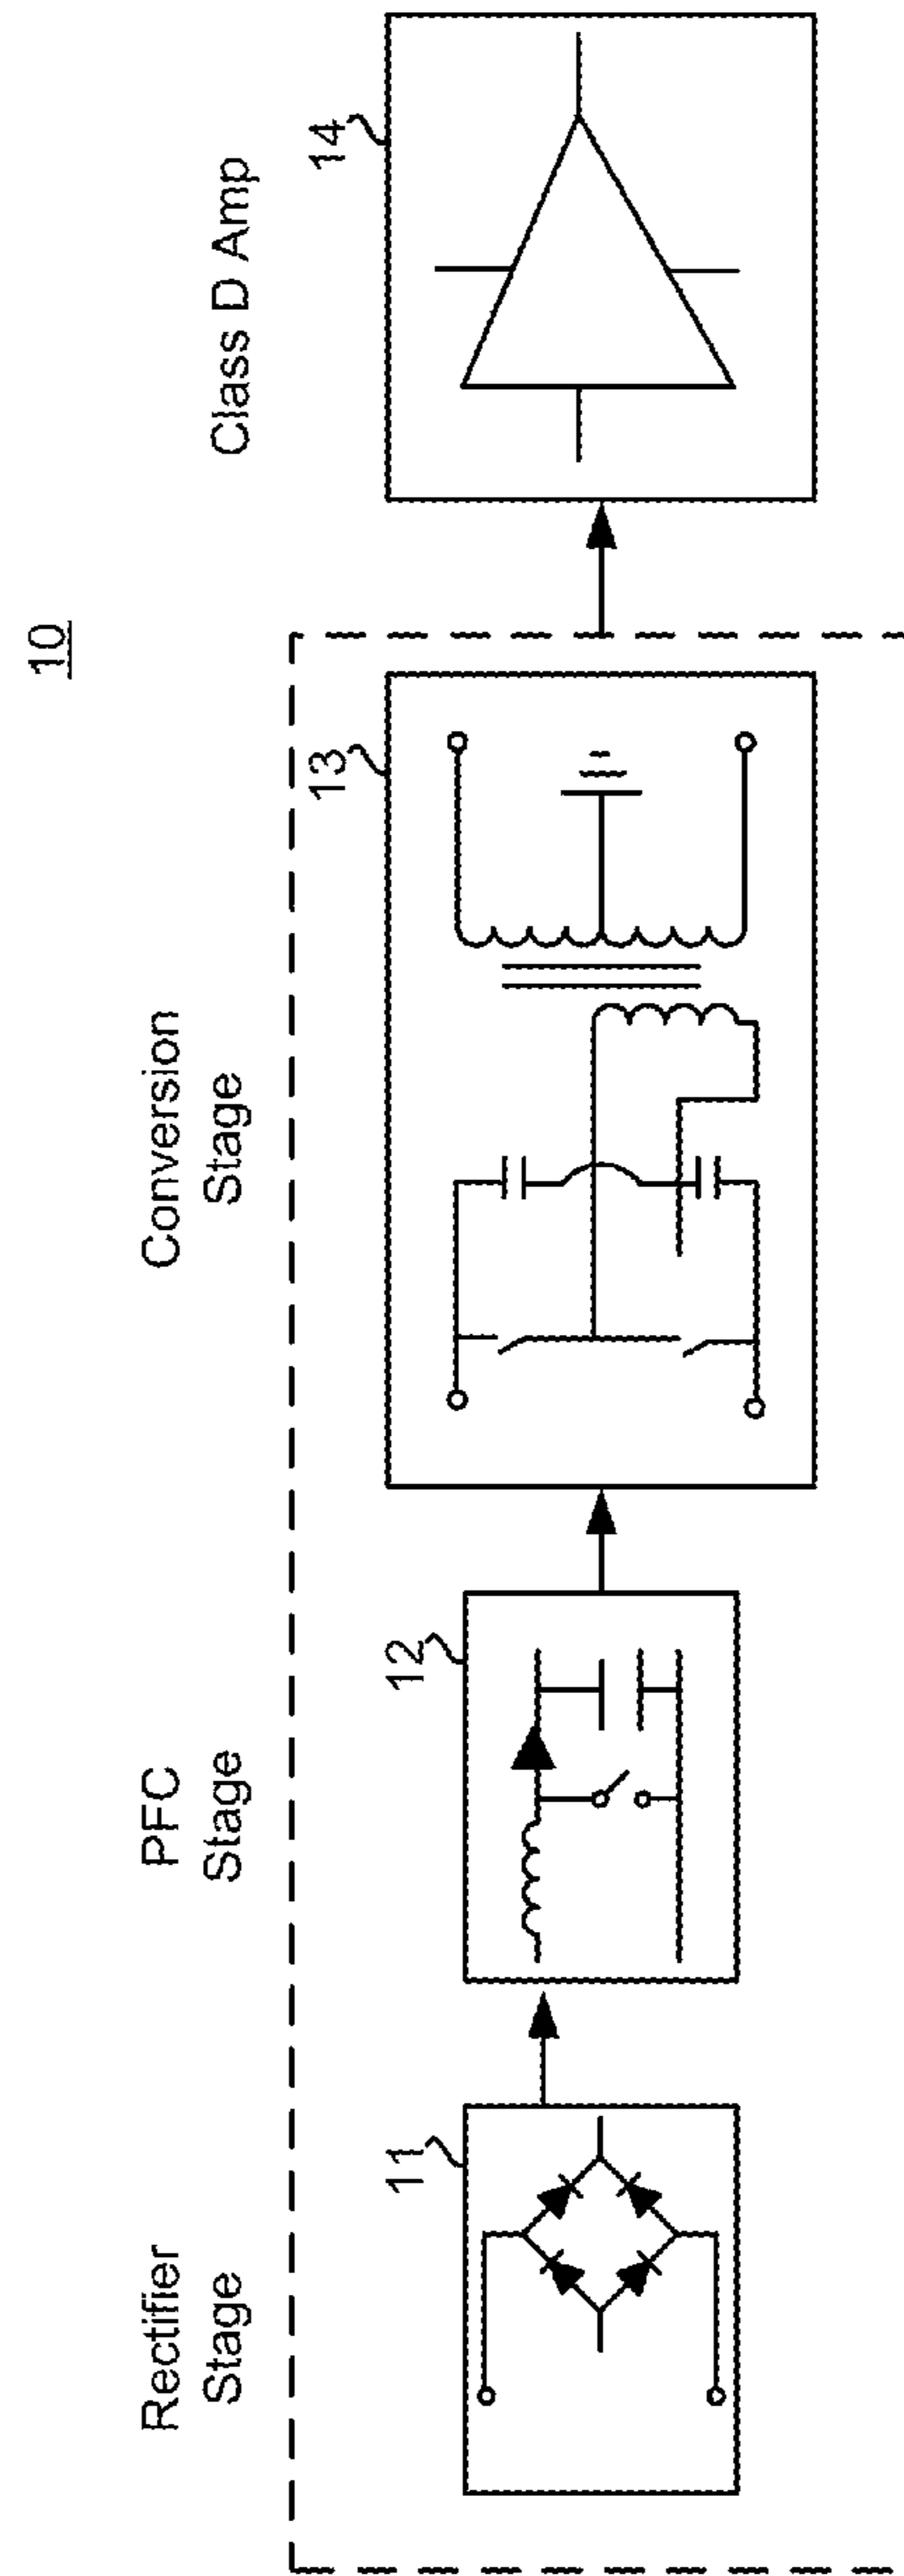 10
Rectifier
Stage
PFC
Stage
Conversion
Stage
Class D Amp
11
12
13
14